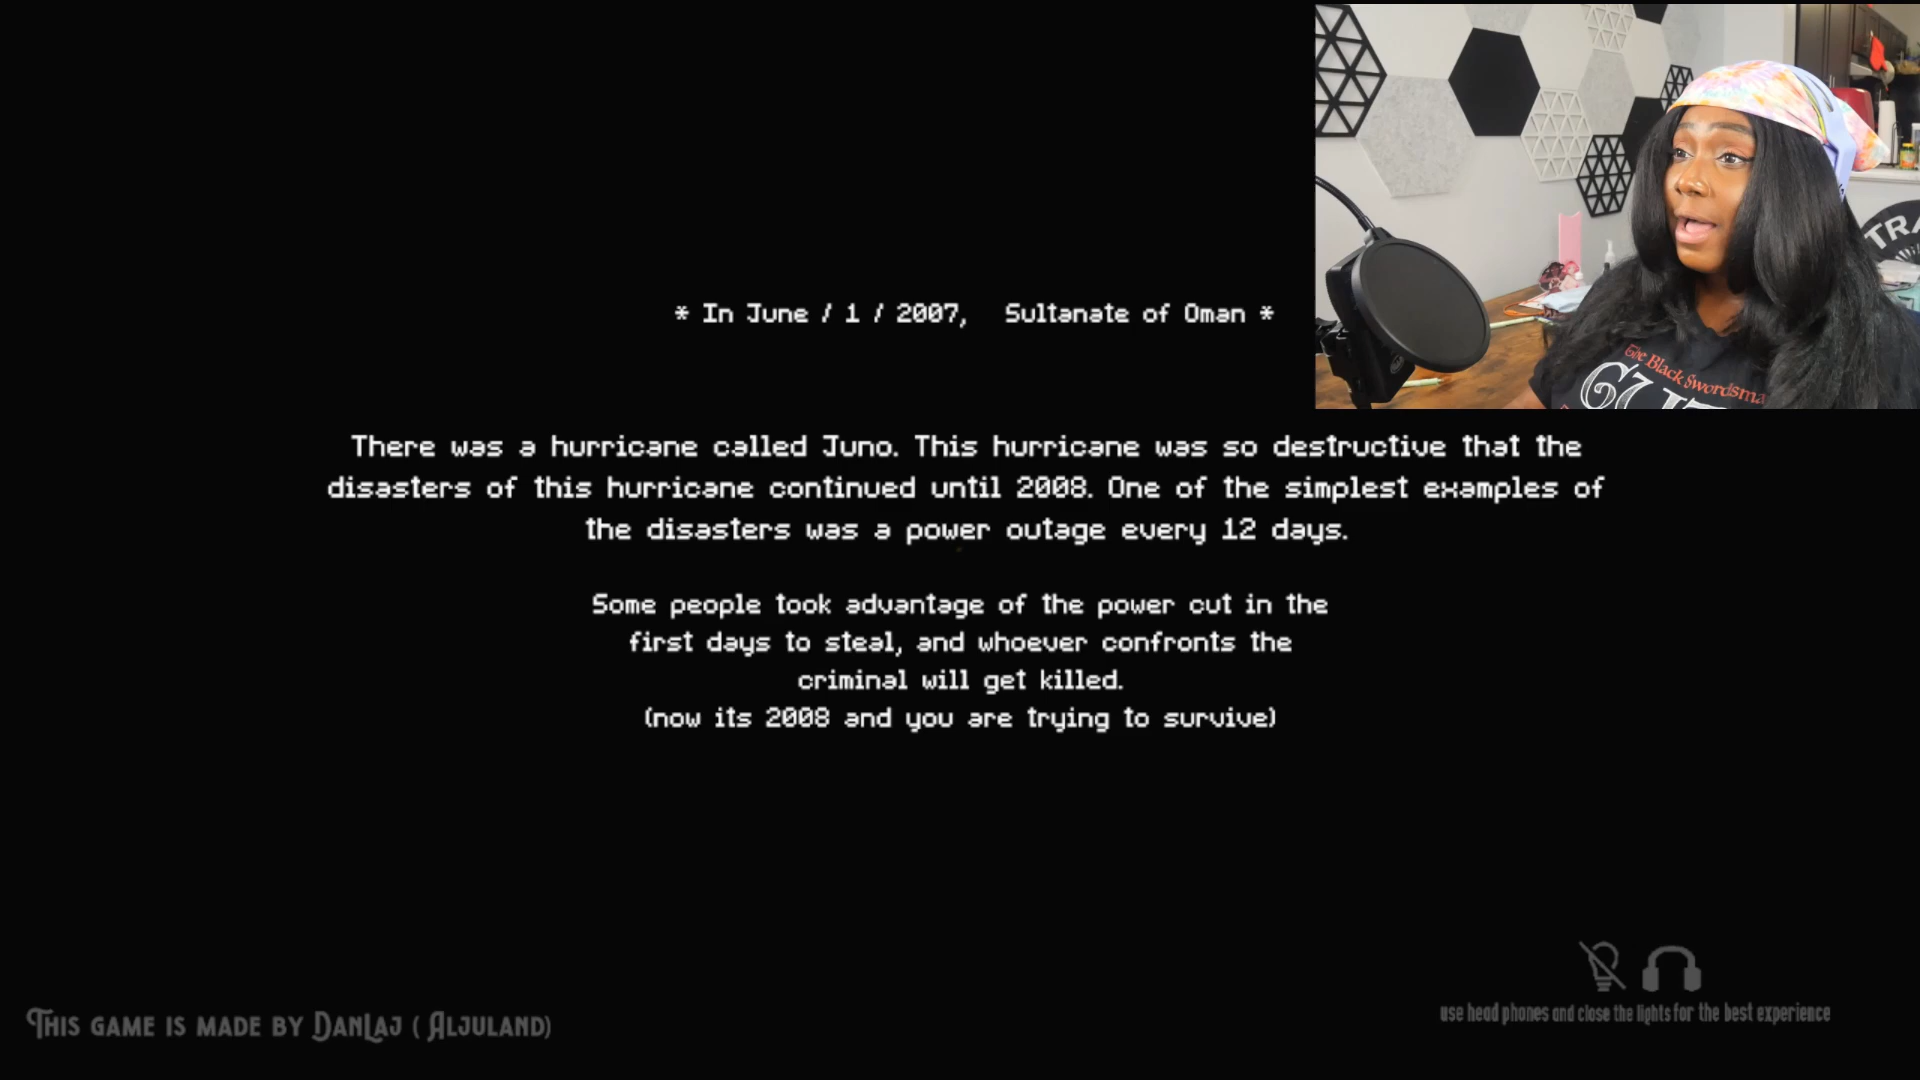 * In June / 1 / 2007, Sultanate of Oman *
There was a hurricane called Juno. This hurricane was so destructive that the
disasters of this hurricane continued until 2008. One of the simplest examples of
the disasters was a power outage every 12 days.
Some people took advantage of the power cut in the
first days to steal, and whoever confronts the
criminal will get killed.
(now its 2008 and you are trying to survive)
This game is made by DanLaj ( Aljuland)
use head phones and close the lights for the best experience
TRA
The Black Swordsma